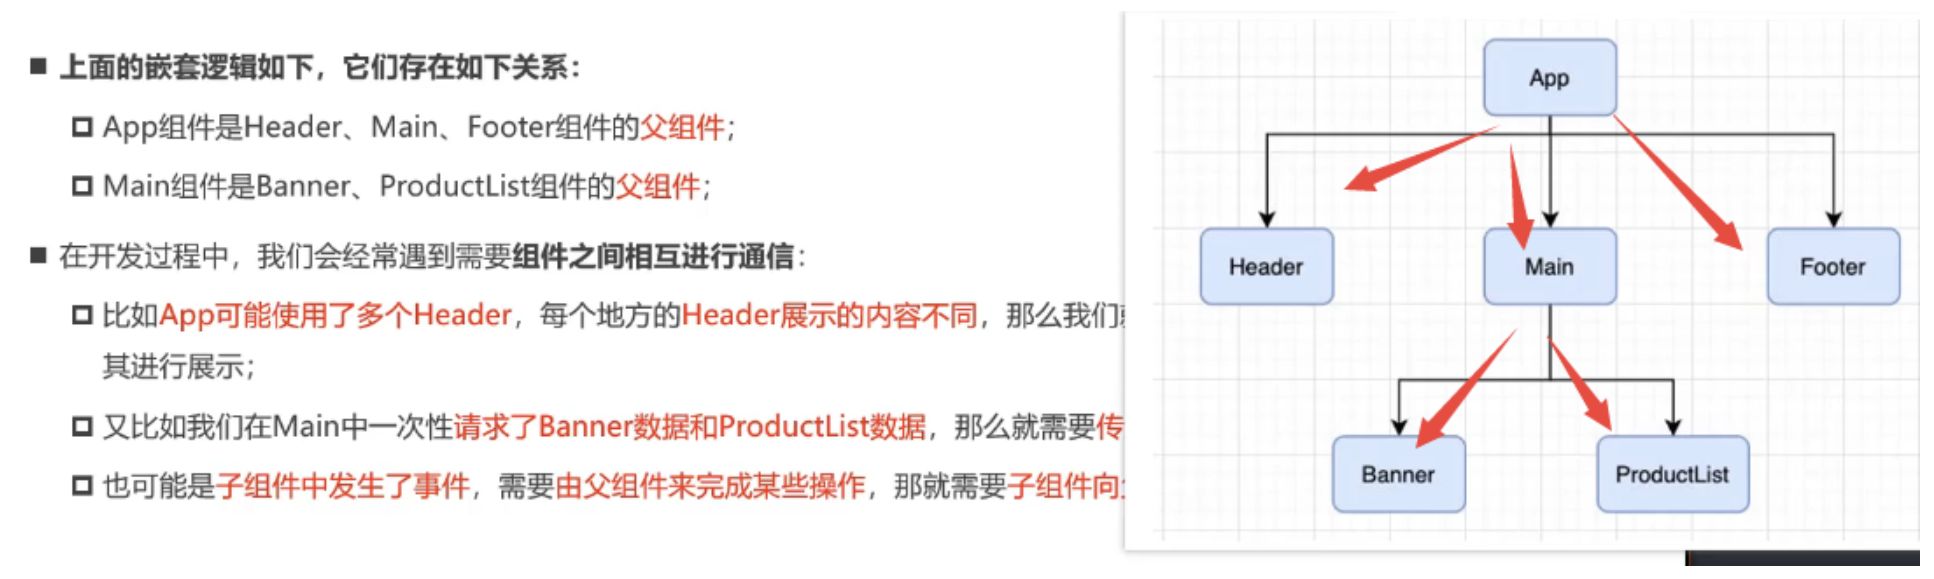 上面的嵌套逻辑如下，它们存在如下关系：
App组件是Header、Main、Footer组件的父组件；
Main组件是Banner、ProductList组件的父组件；
在开发过程中，我们会经常遇到需要组件之间相互进行通信：
比如App可能使用了多个Header，每个地方的Header展示的内容不同，那么我们
其进行展示；
又比如我们在Main中一次性请求了Banner数据和ProductList数据，那么就需要传
也可能是子组件中发生了事件，需要由父组件来完成某些操作，那就需要子组件向
App
Header
Main
Footer
Banner
ProductList